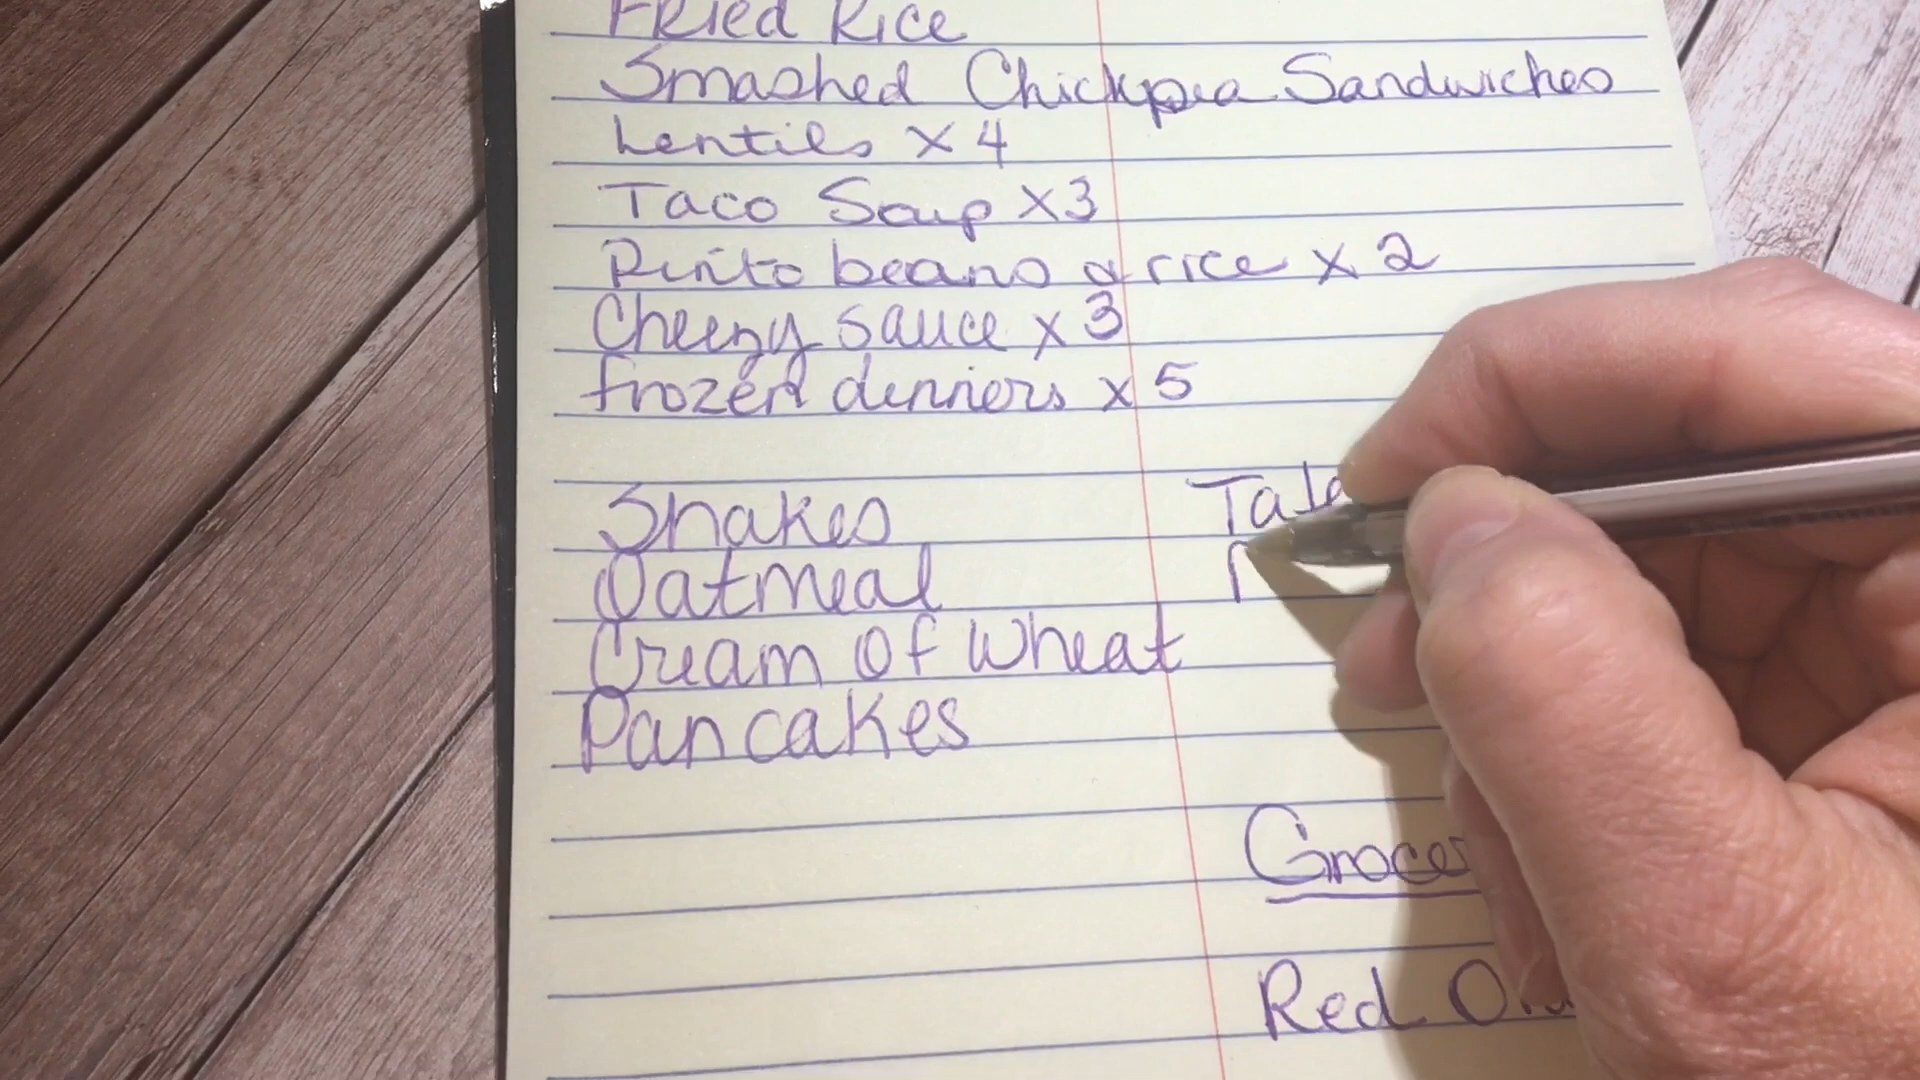 Fried Rice
Smashed Chickpea Sandwiches
Lentils x 4
Taco Soup x3
Pinto beans & rice x 2
Cheezy sauce x 3
frozen dinners x 5
Shakes
Oatmeal
Cream of Wheat
Pancakes
Red